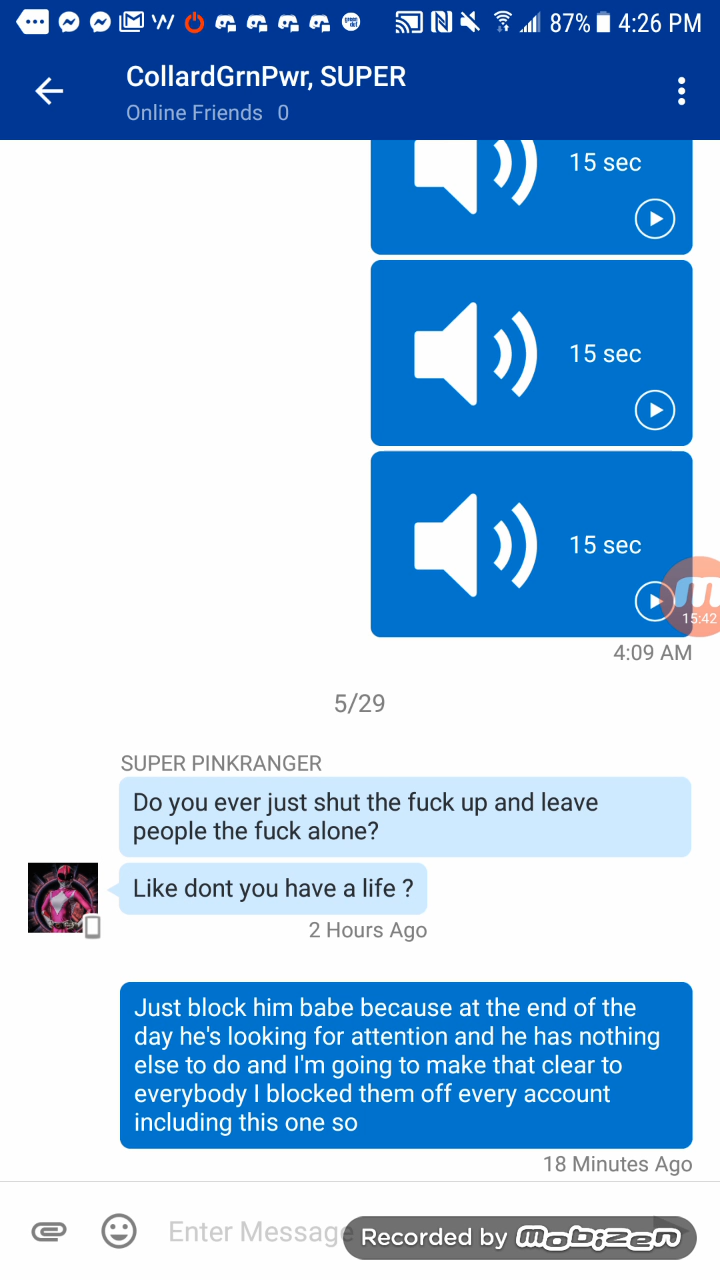 87% 4:26 PM
CollardGrnPwr, SUPER
Online Friends 0
15 sec
15 sec
15 sec
15:42
4:09 AM
5/29
SUPER PINKRANGER
Do you ever just shut the fuck up and leave
people the fuck alone?
Like dont you have a life ?
2 Hours Ago
Just block him babe because at the end of the
day he's looking for attention and he has nothing
else to do and I'm going to make that clear to
everybody I blocked them off every account
including this one so
18 Minutes Ago
Enter Message
Recorded by mobizen